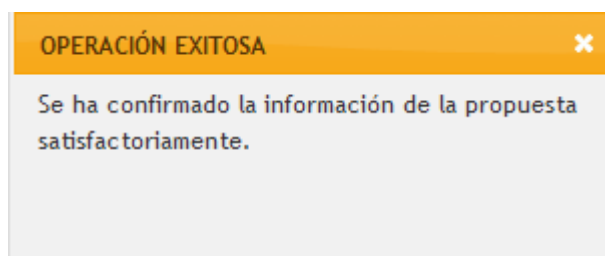 OPERACIÓN EXITOSA
Se ha confirmado la información de la propuesta
satisfactoriamente.